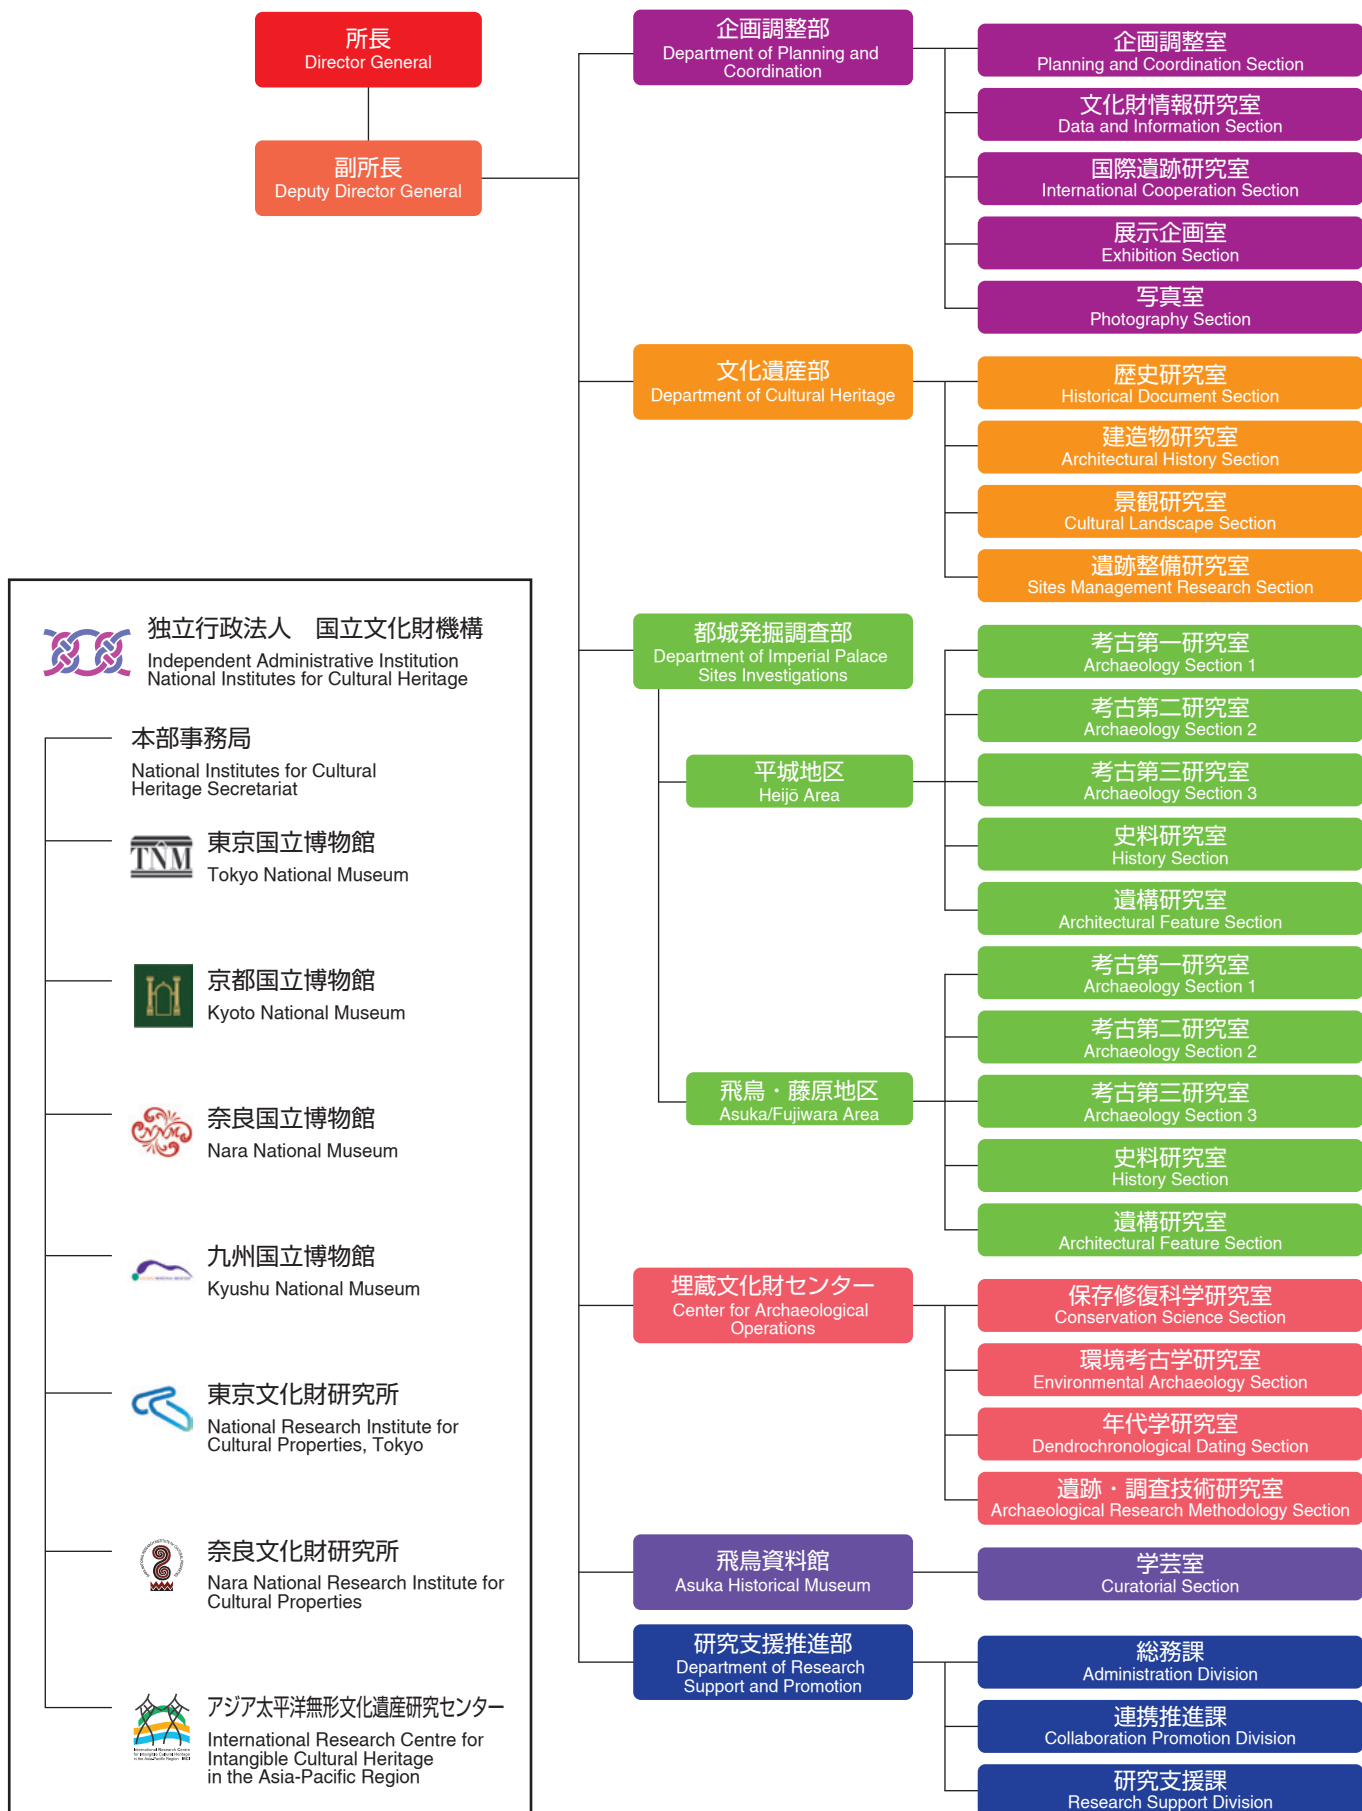 所長
Director General
副所長
Deputy Director General
企画調整部
Department of Planning and
Coordination
企画調整室
Planning and Coordination Section
文化財情報研究室
Data and Information Section
国際遺跡研究室
International Cooperation Section
展示企画室
Exhibition Section
写真室
Photography Section
文化遺産部
Department of Cultural Heritage
歴史研究室
Historical Document Section
建造物研究室
Architectural History Section
景観研究室
Cultural Landscape Section
遺跡整備研究室
Sites Management Research Section
都城発掘調査部
Department of Imperial Palace
Sites Investigations
平城地区
Heijō Area
考古第一研究室
Archaeology Section 1
考古第二研究室
Archaeology Section 2
考古第三研究室
Archaeology Section 3
史料研究室
History Section
遺構研究室
Architectural Feature Section
飛鳥・藤原地区
Asuka/Fujiwara Area
考古第一研究室
Archaeology Section 1
考古第二研究室
Archaeology Section 2
考古第三研究室
Archaeology Section 3
史料研究室
History Section
遺構研究室
Architectural Feature Section
埋蔵文化財センター
Center for Archaeological
Operations
保存修復科学研究室
Conservation Science Section
環境考古学研究室
Environmental Archaeology Section
年代学研究室
Dendrochronological Dating Section
遺跡・調査技術研究室
Archaeological Research Methodology Section
飛鳥資料館
Asuka Historical Museum
学芸室
Curatorial Section
研究支援推進部
Department of Research
Support and Promotion
総務課
Administration Division
連携推進課
Collaboration Promotion Division
研究支援課
Research Support Division
独立行政法人　国立文化財機構
Independent Administrative Institution
National Institutes for Cultural Heritage
本部事務局
National Institutes for Cultural
Heritage Secretariat
TNM
東京国立博物館
Tokyo National Museum
京都国立博物館
Kyoto National Museum
奈良国立博物館
Nara National Museum
九州国立博物館
Kyushu National Museum
東京文化財研究所
National Research Institute for
Cultural Properties, Tokyo
奈良文化財研究所
Nara National Research Institute for
Cultural Properties
アジア太平洋無形文化遺産研究センター
International Research Centre for
Intangible Cultural Heritage
in the Asia-Pacific Region
International Research Centre
for Intangible Cultural Heritage
in the Asia-Pacific Region IRCI